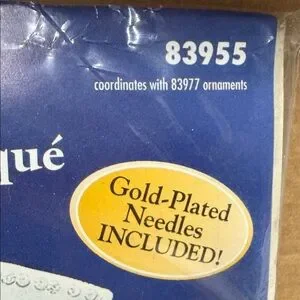 83955
coordinates with 83977 ornaments
qué
Gold-Plated
Needles
INCLUDED!